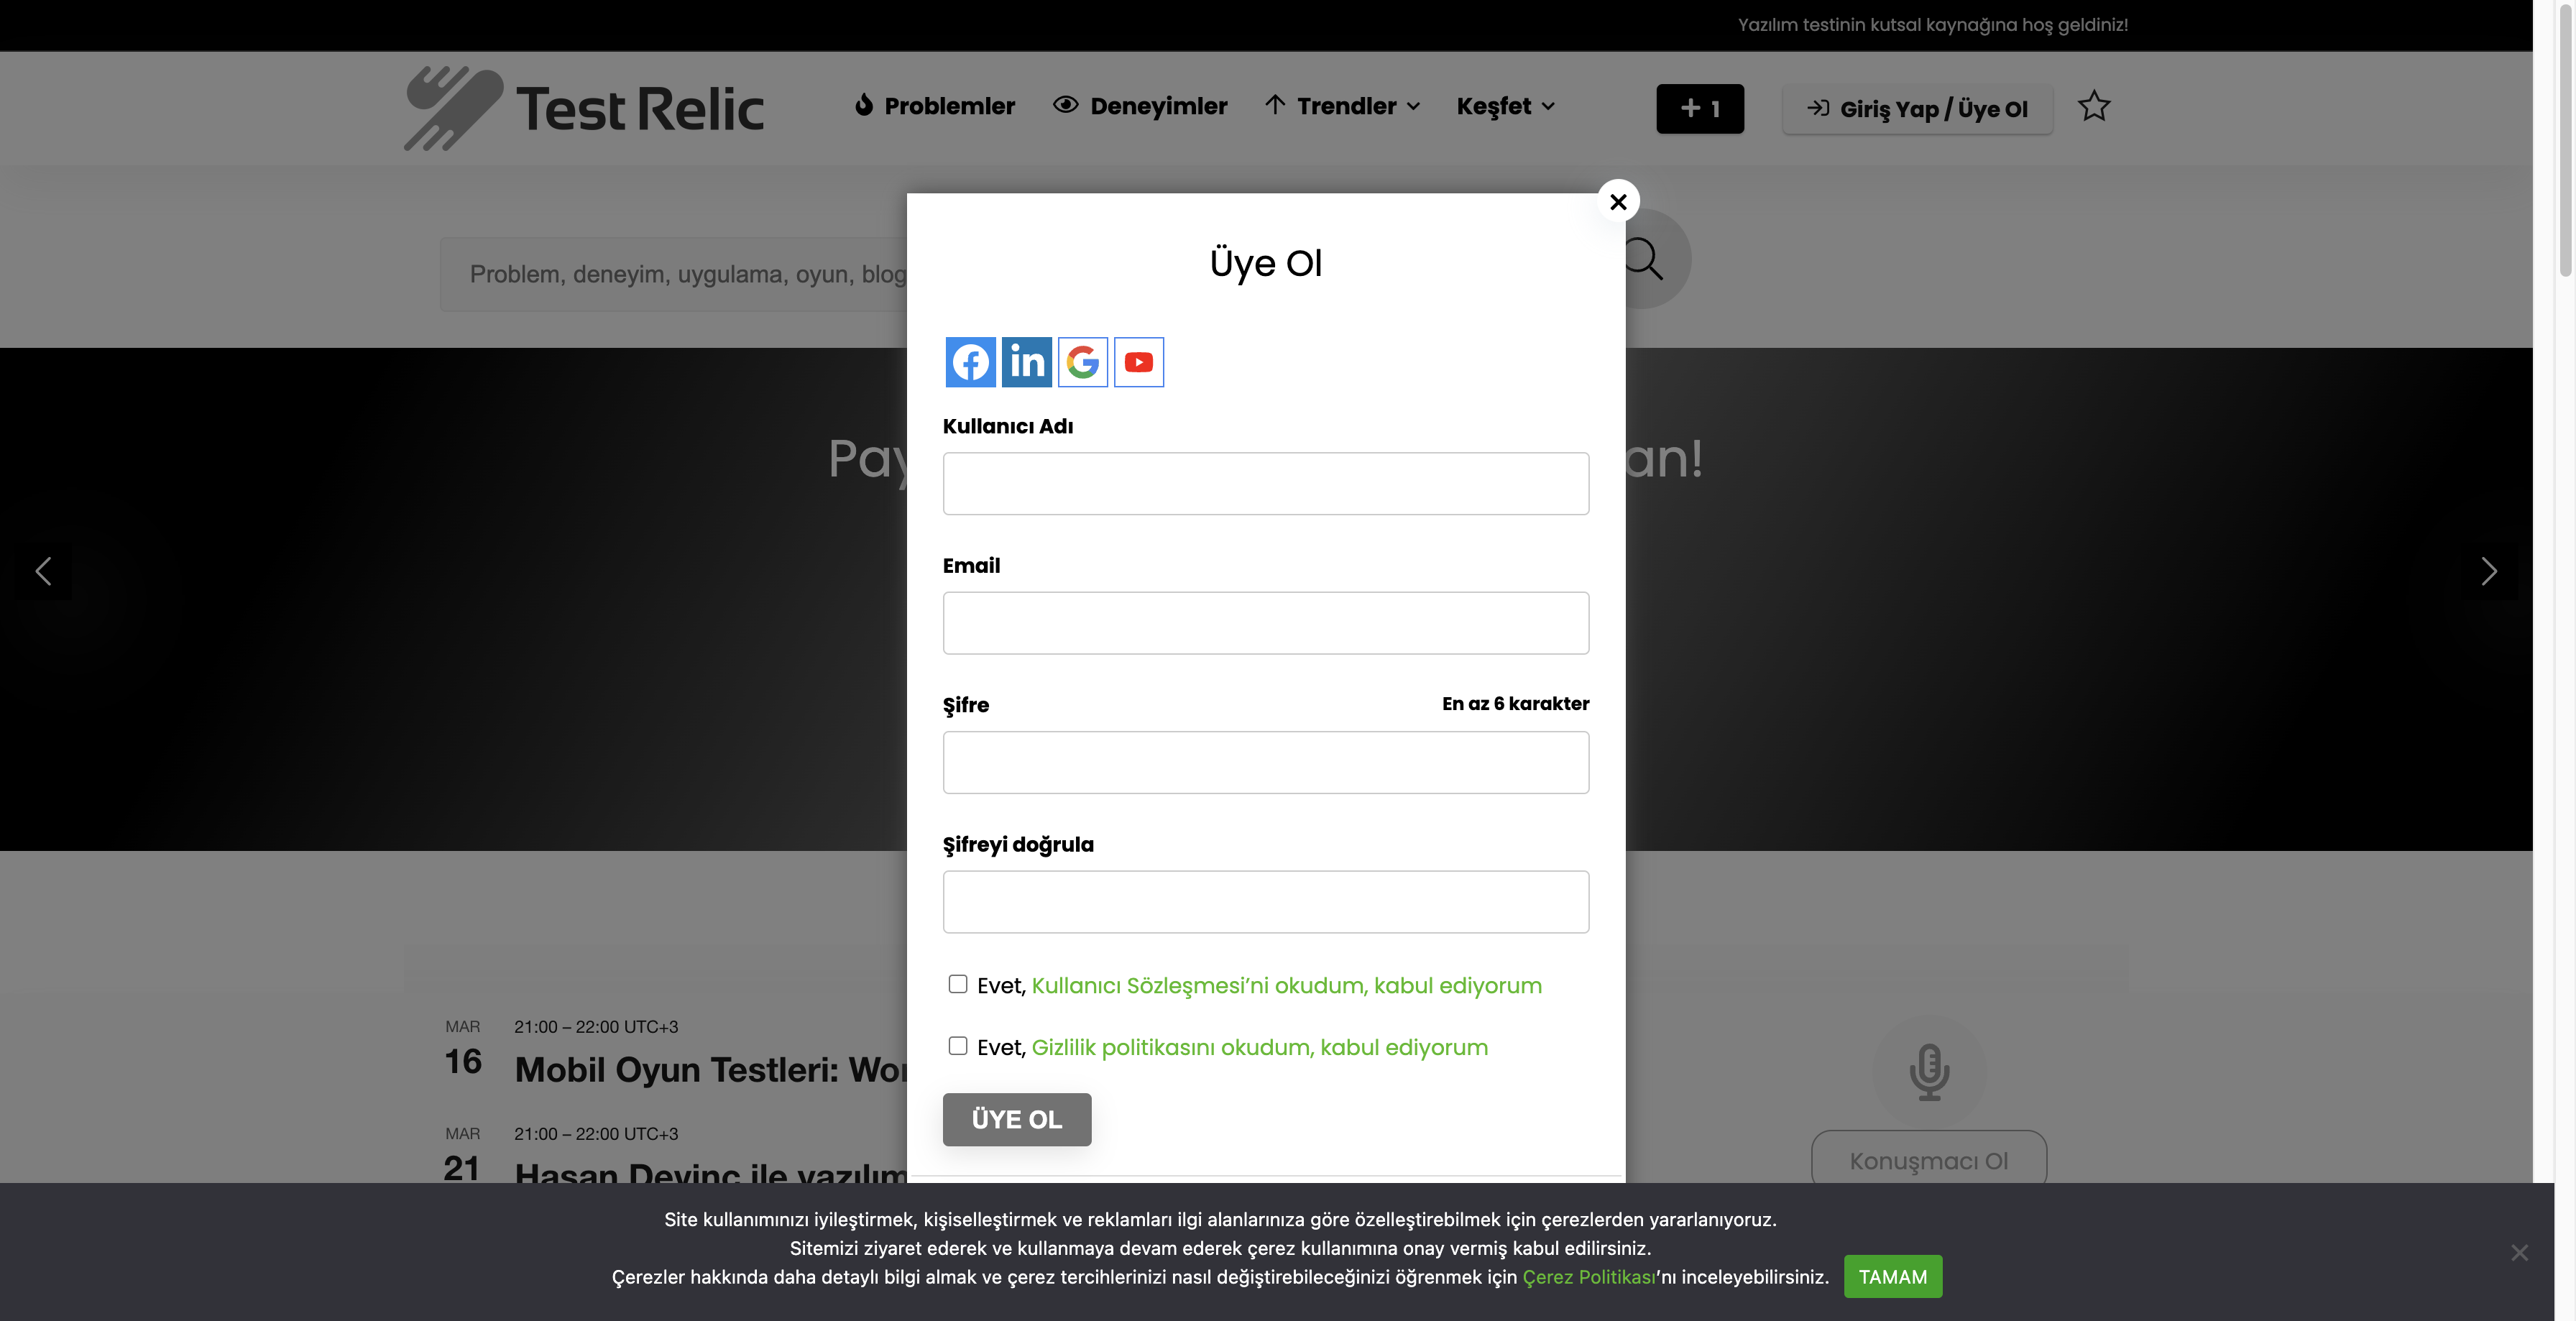 Yazılım testinin kutsal kaynağına hoş geldiniz!
Test Relic
Problemler
Deneyimler
Trendler
Keşfet
+ 1
Giriş Yap / Üye Ol
Problem, deneyim, uygulama, oyun, blog
Üye Ol
Kullanıcı Adı
Email
Şifre
En az 6 karakter
Şifreyi doğrula
Evet, Kullanıcı Sözleşmesi’ni okudum, kabul ediyorum
Evet, Gizlilik politikasını okudum, kabul ediyorum
ÜYE OL
MAR
16
21:00 – 22:00 UTC+3
Mobil Oyun Testleri:
MAR
21
21:00 – 22:00 UTC+3
Hasan Devinç ile yazılım
Konuşmacı Ol
Site kullanımınızı iyileştirmek, kişiselleştirmek ve reklamları ilgi alanlarınıza göre özelleştirebilmek için çerezlerden yararlanıyoruz.
Sitemizi ziyaret ederek ve kullanmaya devam ederek çerez kullanımına onay vermiş kabul edilirsiniz.
Çerezler hakkında daha detaylı bilgi almak ve çerez tercihlerinizi nasıl değiştirebileceğinizi öğrenmek için Çerez Politikası’nı inceleyebilirsiniz.
TAMAM